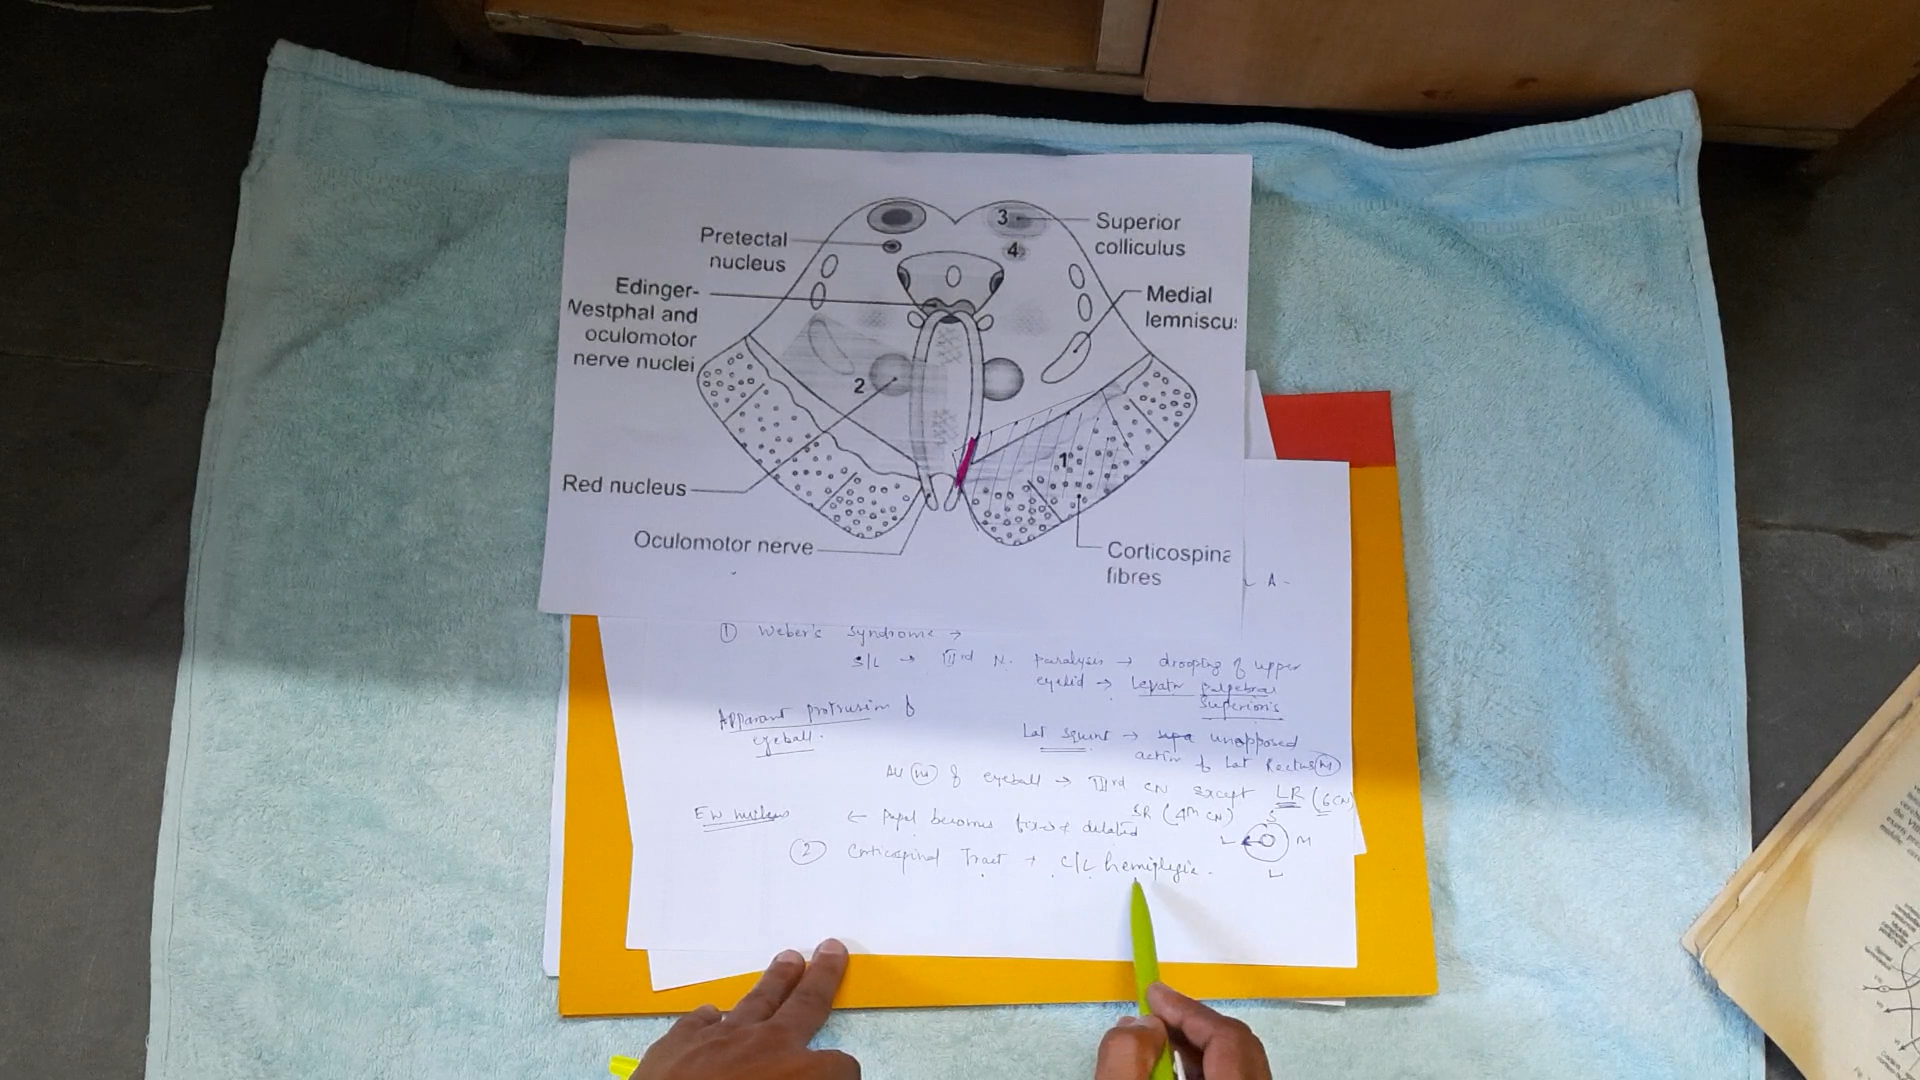 3
Superior
colliculus
Pretectal
nucleus
4
Edinger-
Westphal and
oculomotor
nerve nuclei
Medial
lemniscus
2
1
Red nucleus
Oculomotor nerve
Corticospina
fibres
A-
① Weber's Syndrome →
S/L → IIIrd N. paralysis → drooping of upper
eyelid → Levator Palpebrae
Superioris
Apparant protrusion of
eyeball.
Lat squint → unopposed
action of Lat Rectus (M)
All (M) of eyeball → IIIrd CN except LR (6CN)
SR (4th CN)
EW nucleus ← Pupil becomes fixed & dilated
S
L M
L
② Corticospinal Tract → C/L hemiplegia.